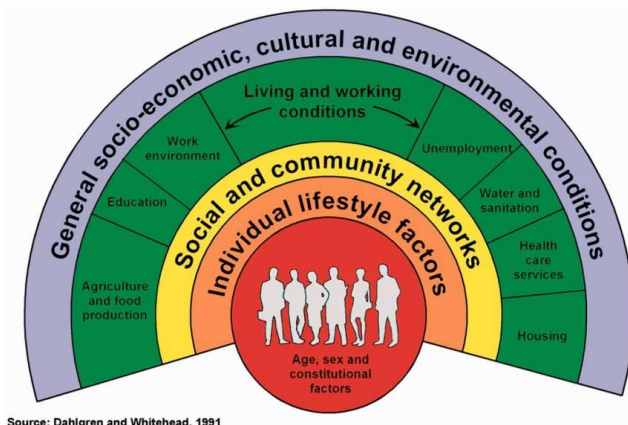 General socio-economic, cultural and environmental conditions
Living and working
conditions
Work
environment
Unemployment
Education
Water and
sanitation
Social and community networks
Individual lifestyle factors
Health
care
services
Agriculture
and food
production
Housing
Age, sex and
constitutional
factors
Source: Dahlgren and Whitehead, 1991